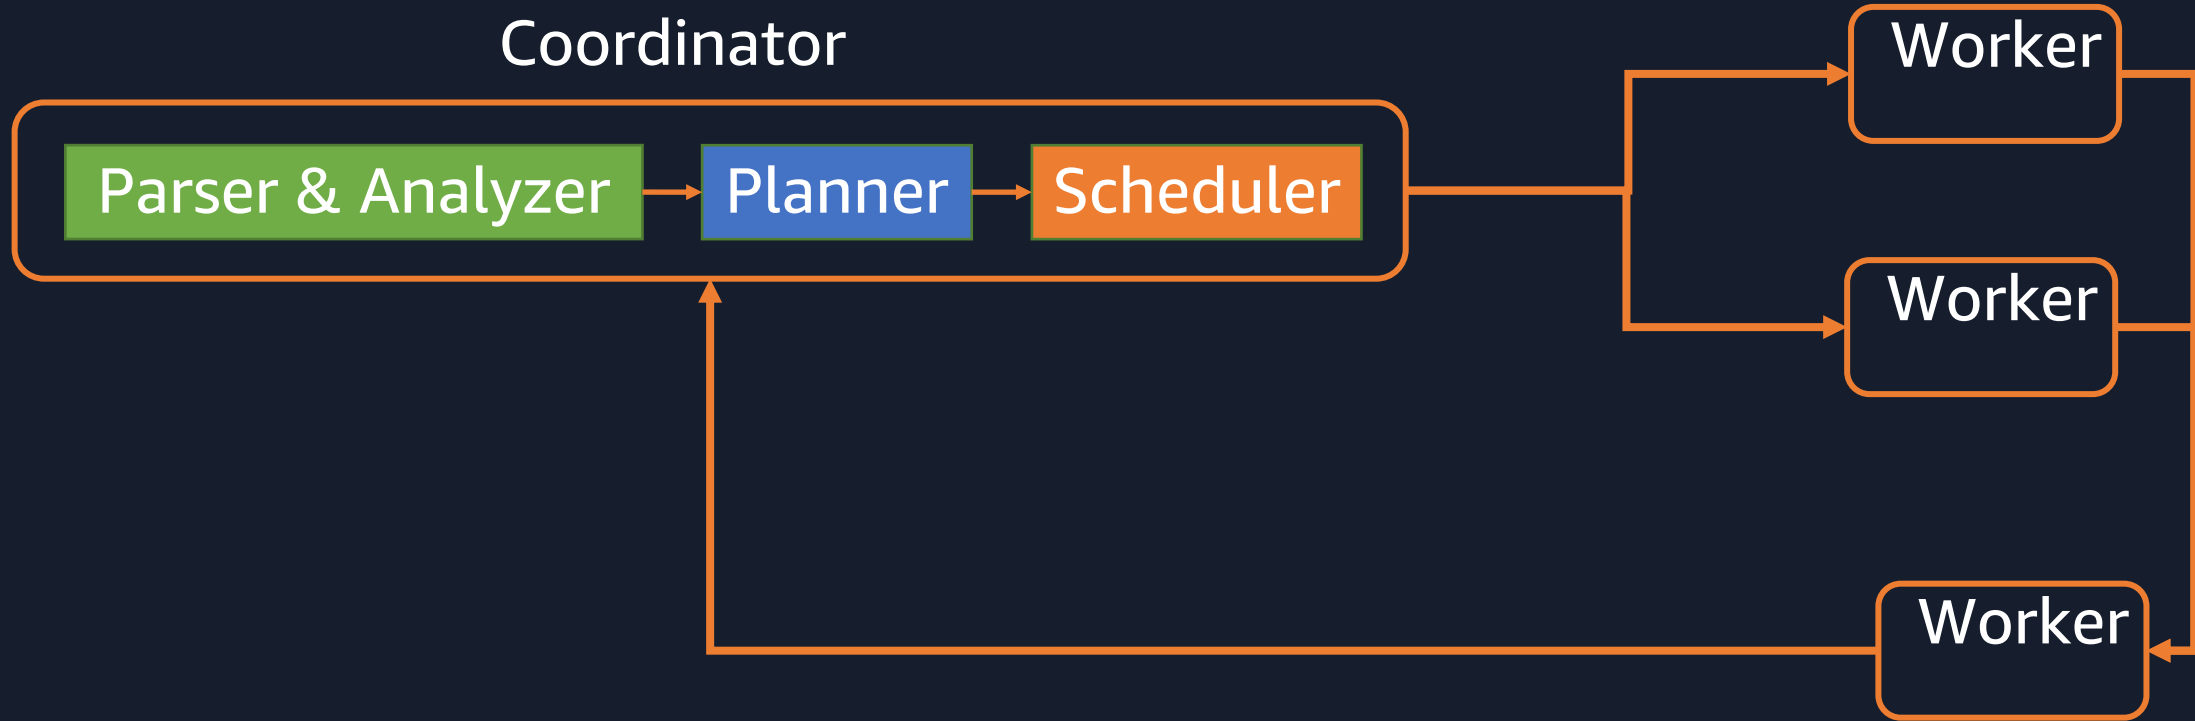 Coordinator
Parser & Analyzer
Planner
Scheduler
Worker
Worker
Worker